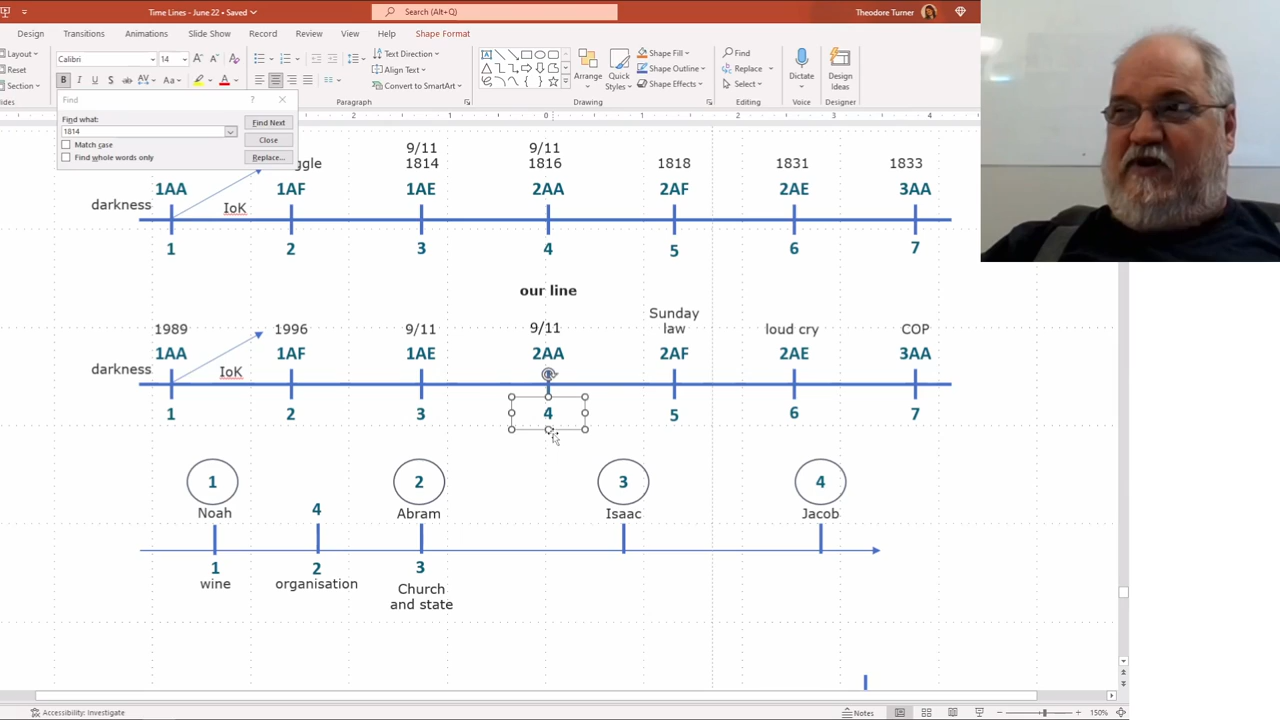 Time Lines - June 22 • Saved
Search (Alt+Q)
Theodore Turner
Design Transitions Animations Slide Show Record Review View Help Shape Format
Layout
Reset
Section
Calibri 14
Text Direction
Align Text
Convert to SmartArt
Arrange
Quick Styles
Shape Fill
Shape Outline
Shape Effects
Find
Replace
Select
Dictate
Design Ideas
Paragraph Drawing Editing Voice Designer
Find
Find what:
1814
Match case
Find whole words only
Find Next
Close
Replace...
9/11 9/11
1814 1816 1818 1831 1833
1AA 1AF 1AE 2AA 2AF 2AE 3AA
darkness IoK
1 2 3 4 5 6 7
our line
1989 1996 9/11 9/11 Sunday law loud cry COP
1AA 1AF 1AE 2AA 2AF 2AE 3AA
darkness IoK
1 2 3 4 5 6 7
1 2 3 4
Noah 4 Abram Isaac Jacob
1 2 3
wine organisation Church and state
Accessibility: Investigate
Notes
150%